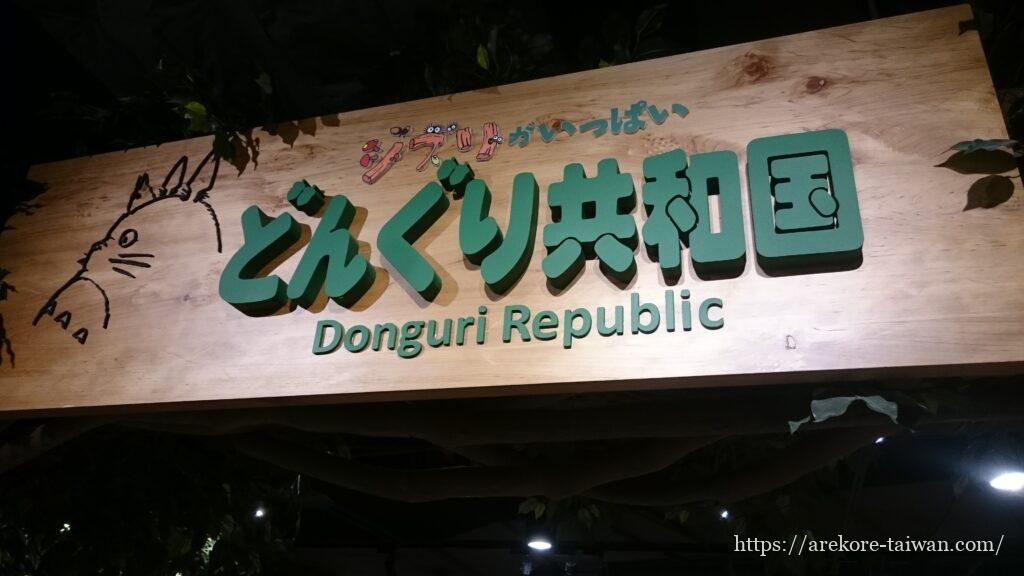 ジブリがいっぱい
どんぐり共和国
Donguri Republic
https://arekore-taiwan.com/